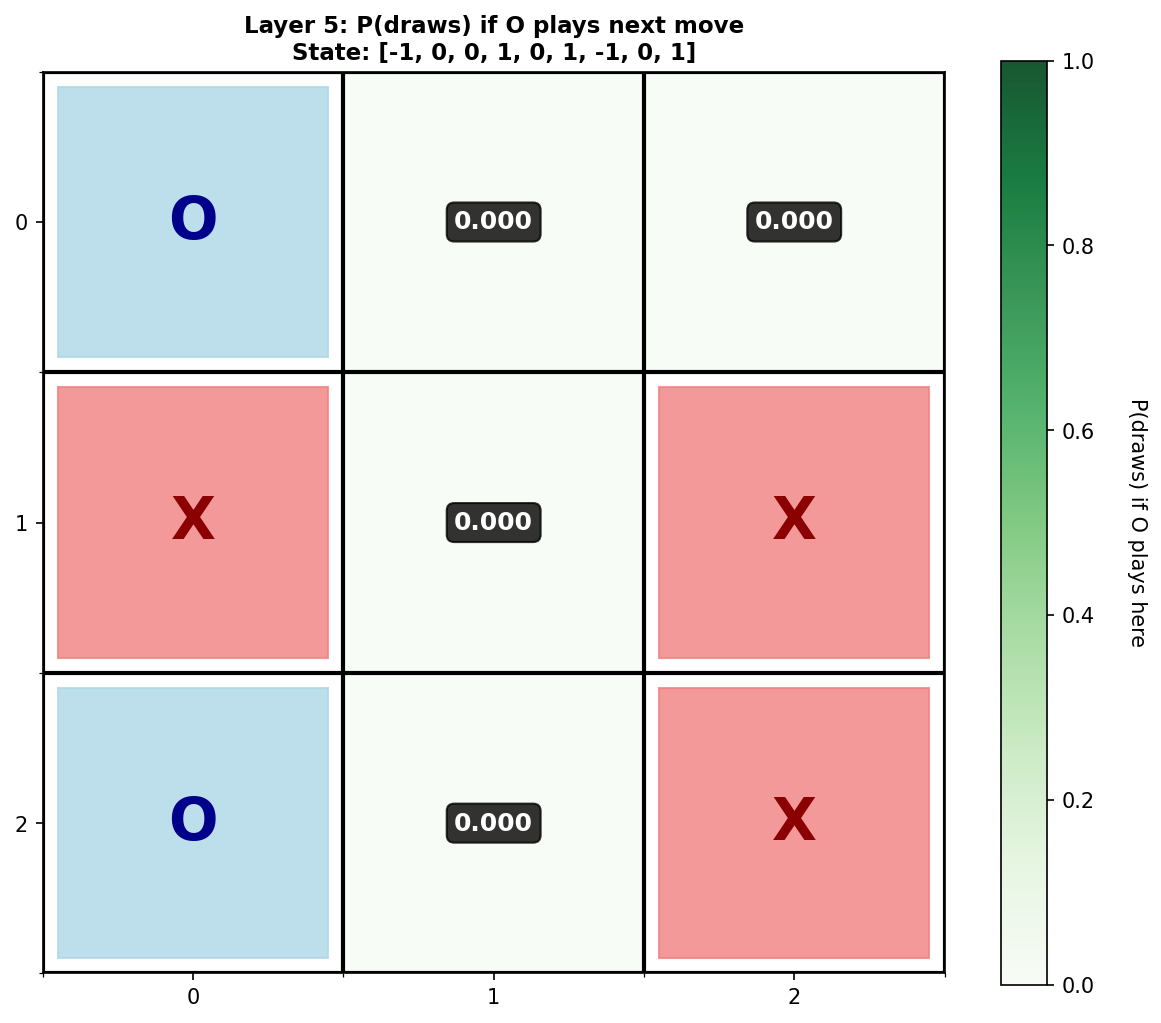 Layer 5: P(draws) if O plays next move
State: [-1, 0, 0, 1, 0, 1, -1, 0, 1]
0
O
0.000
0.000
1
X
0.000
X
2
O
0.000
X
0
1
2
1.0
0.8
0.6
0.4
0.2
0.0
P(draws) if O plays here